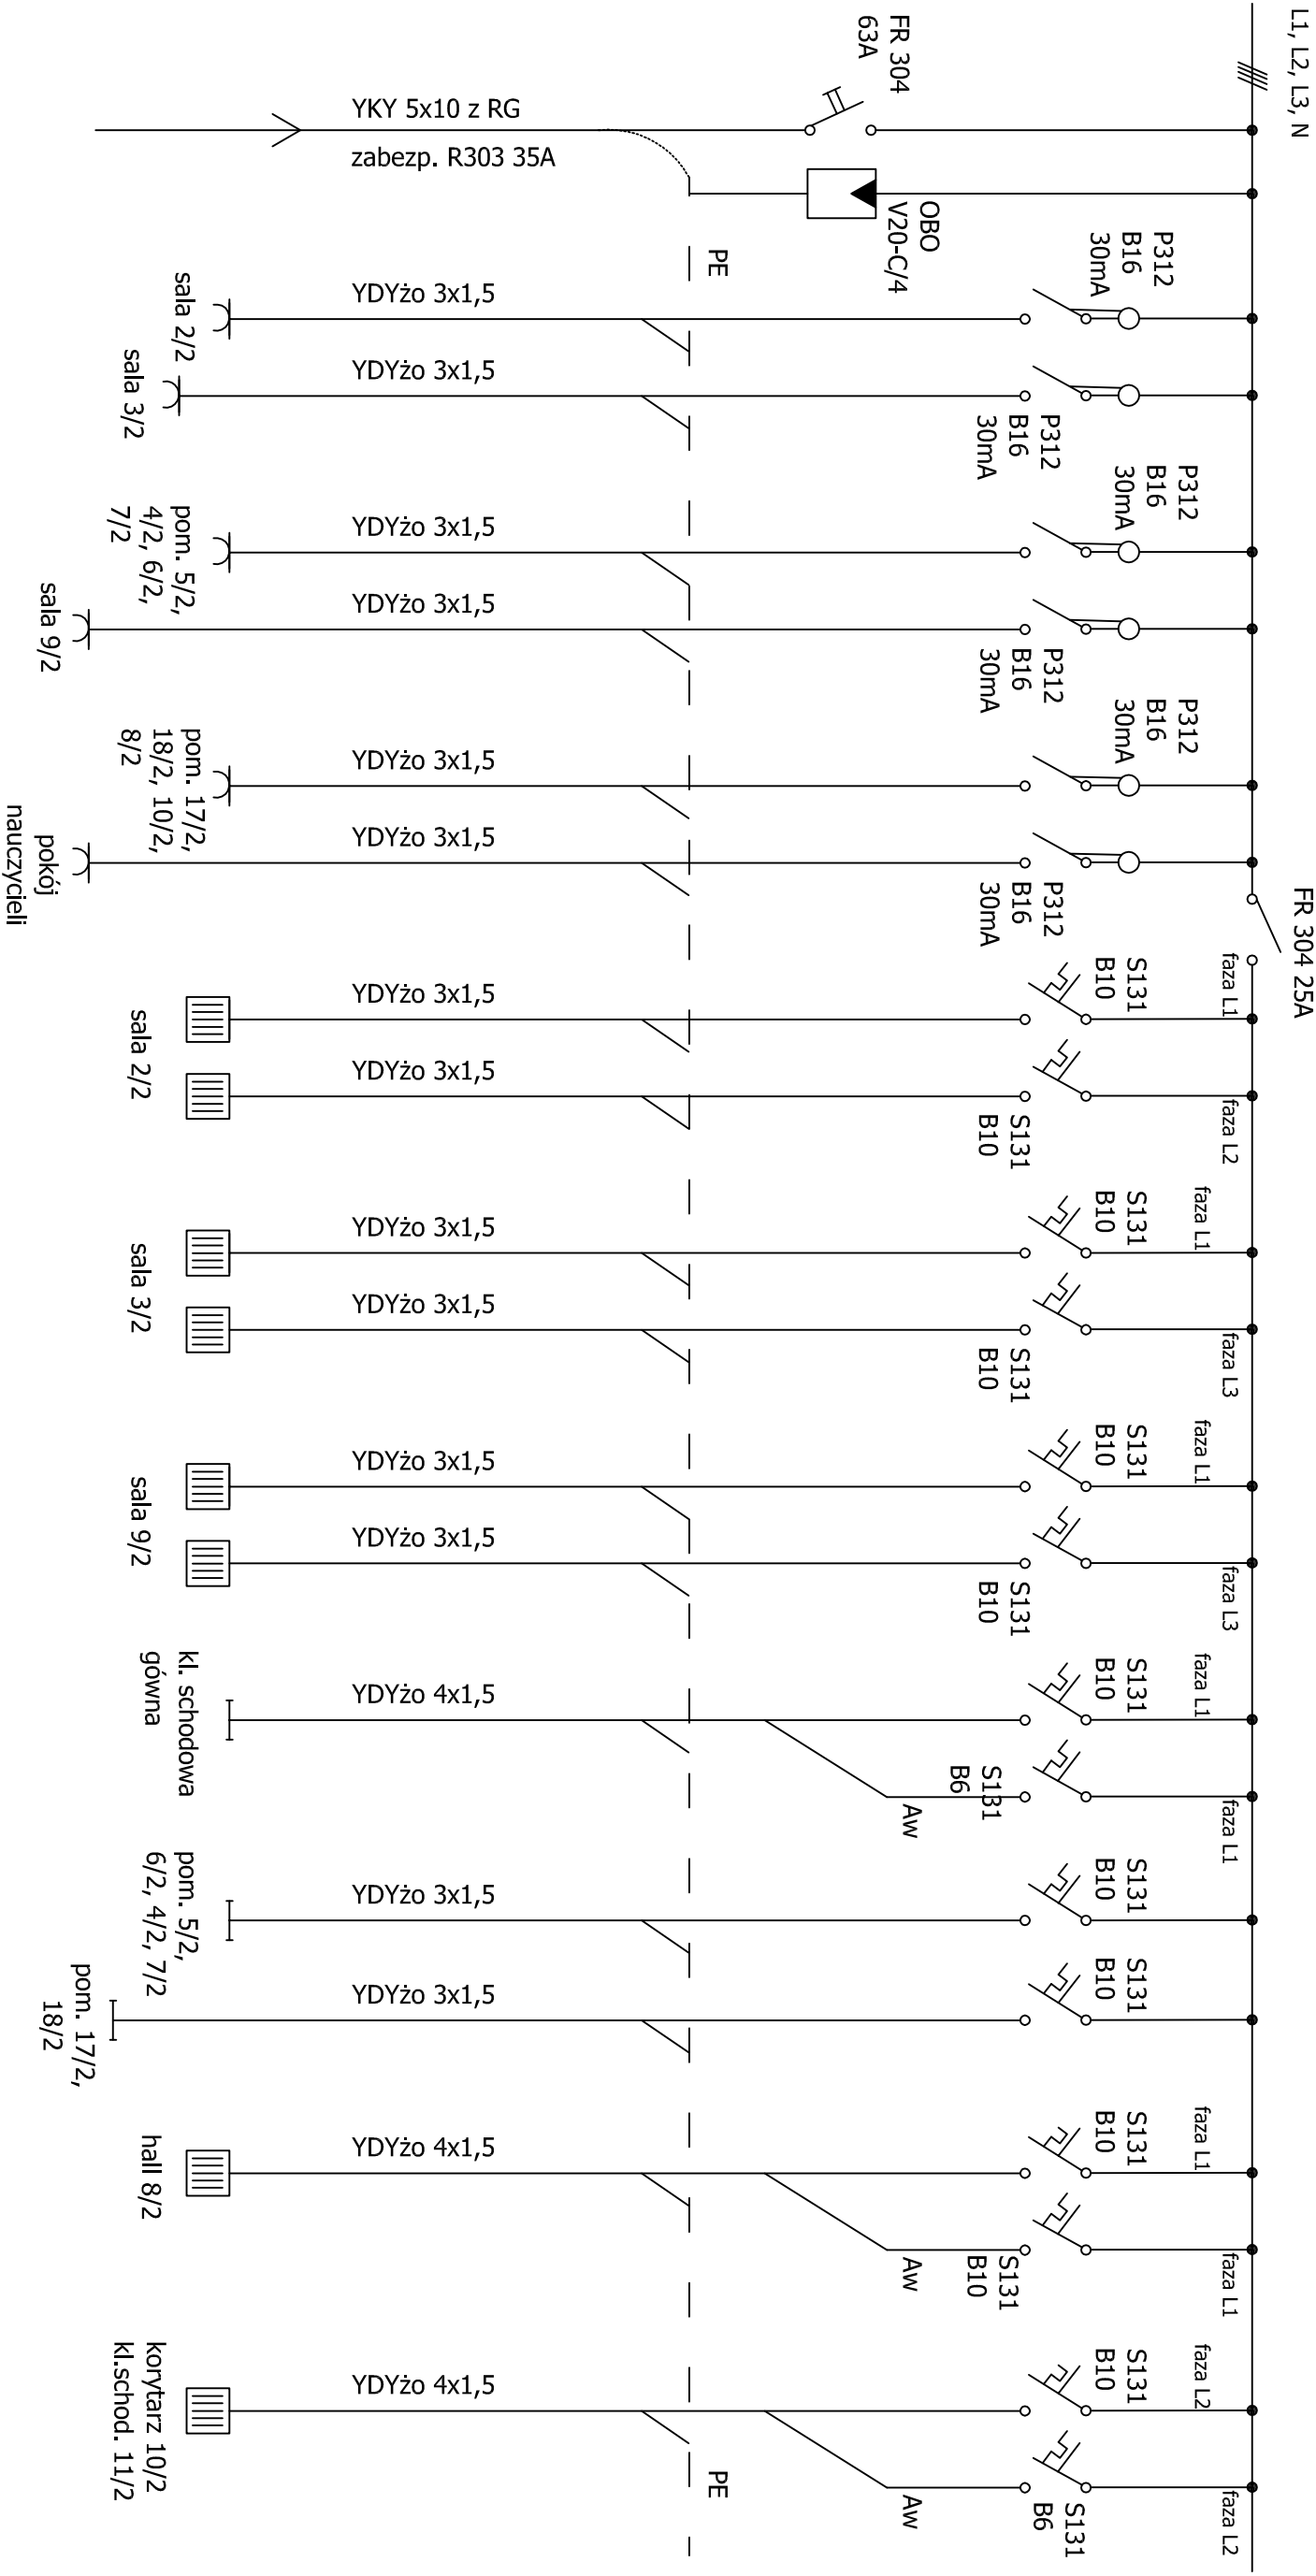 L1, L2, L3, N
FR 304
63A
YKY 5x10 z RG
zabezp. R303 35A
OBO
V20-C/4
PE
P312
B16
30mA
YDYżo 3x1,5
sala 2/2
P312
B16
30mA
YDYżo 3x1,5
sala 3/2
P312
B16
30mA
YDYżo 3x1,5
pom. 5/2,
4/2, 6/2,
7/2
P312
B16
30mA
YDYżo 3x1,5
sala 9/2
P312
B16
30mA
YDYżo 3x1,5
pom. 17/2,
18/2, 10/2,
8/2
P312
B16
30mA
YDYżo 3x1,5
pokój
nauczycieli
FR 304 25A
faza L1
S131
B10
YDYżo 3x1,5
faza L2
S131
B10
YDYżo 3x1,5
sala 2/2
faza L1
S131
B10
YDYżo 3x1,5
faza L3
S131
B10
YDYżo 3x1,5
sala 3/2
faza L1
S131
B10
YDYżo 3x1,5
faza L3
S131
B10
YDYżo 3x1,5
sala 9/2
faza L1
S131
B10
YDYżo 4x1,5
kl. schodowa
gówna
faza L1
S131
B6
Aw
S131
B10
YDYżo 3x1,5
pom. 5/2,
6/2, 4/2, 7/2
S131
B10
YDYżo 3x1,5
pom. 17/2,
18/2
faza L1
S131
B10
YDYżo 4x1,5
hall 8/2
faza L1
S131
B10
Aw
faza L2
S131
B10
YDYżo 4x1,5
korytarz 10/2
kl.schod. 11/2
faza L2
S131
B6
Aw
PE